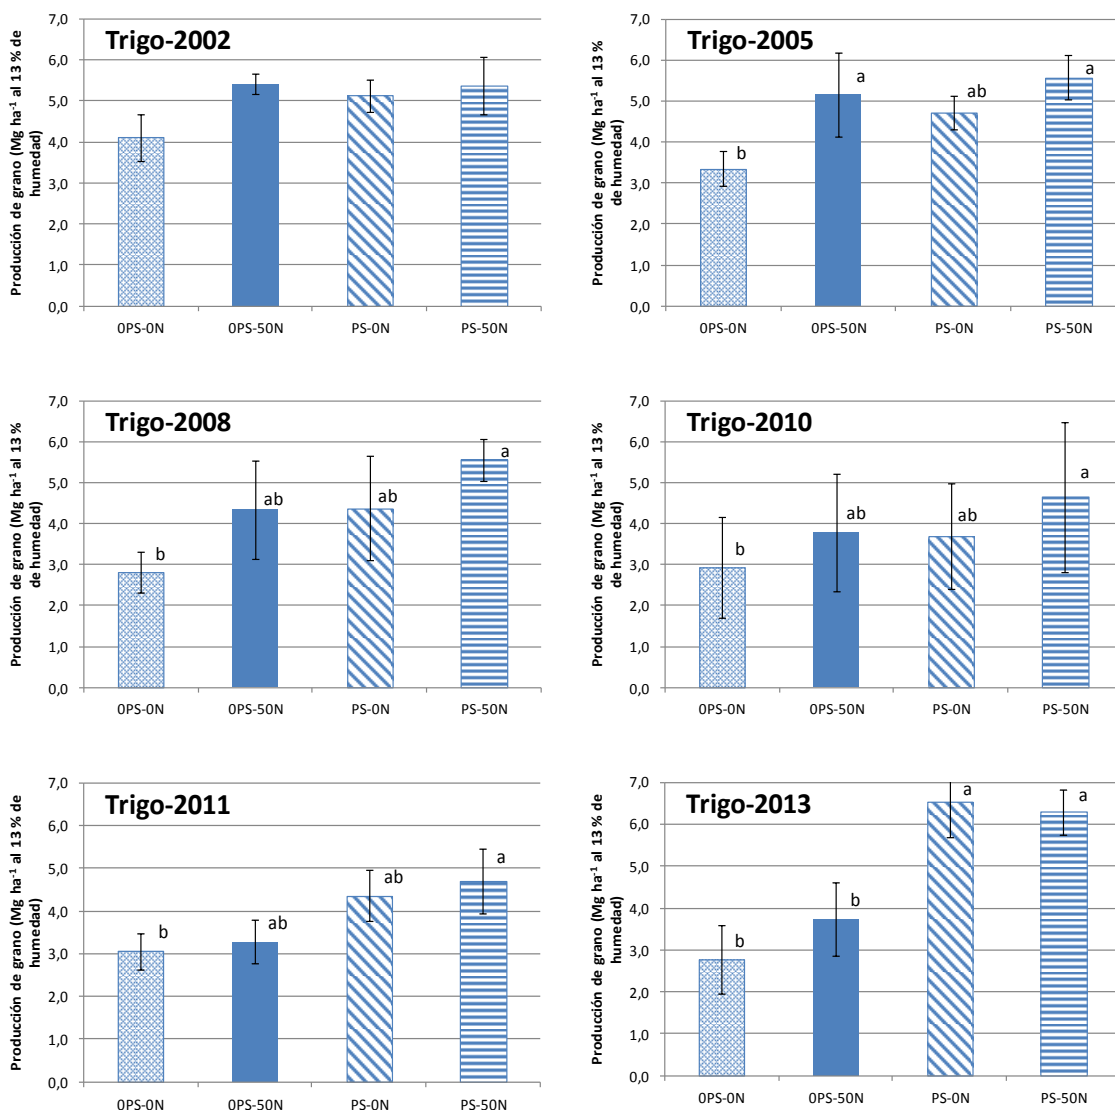 Trigo-2002
Producción de grano (Mg ha⁻¹ al 13 % de
humedad)
7,0
6,0
5,0
4,0
3,0
2,0
1,0
0,0
0PS-0N 0PS-50N PS-0N PS-50N
Trigo-2005
Producción de grano (Mg ha⁻¹ al 13 %
de humedad)
7,0
6,0
5,0
4,0
3,0
2,0
1,0
0,0
b a ab a
0PS-0N 0PS-50N PS-0N PS-50N
Trigo-2008
Producción de grano (Mg ha⁻¹ al 13 %
de humedad)
7,0
6,0
5,0
4,0
3,0
2,0
1,0
0,0
b ab ab a
0PS-0N 0PS-50N PS-0N PS-50N
Trigo-2010
Producción de grano (Mg ha⁻¹ al 13 %
de humedad)
7,0
6,0
5,0
4,0
3,0
2,0
1,0
0,0
b ab ab a
0PS-0N 0PS-50N PS-0N PS-50N
Trigo-2011
Producción de grano (Mg ha⁻¹ al 13 % de
humedad)
7,0
6,0
5,0
4,0
3,0
2,0
1,0
0,0
b ab ab a
0PS-0N 0PS-50N PS-0N PS-50N
Trigo-2013
Producción de grano (Mg ha⁻¹ al 13 % de
humedad)
7,0
6,0
5,0
4,0
3,0
2,0
1,0
0,0
b b a a
0PS-0N 0PS-50N PS-0N PS-50N